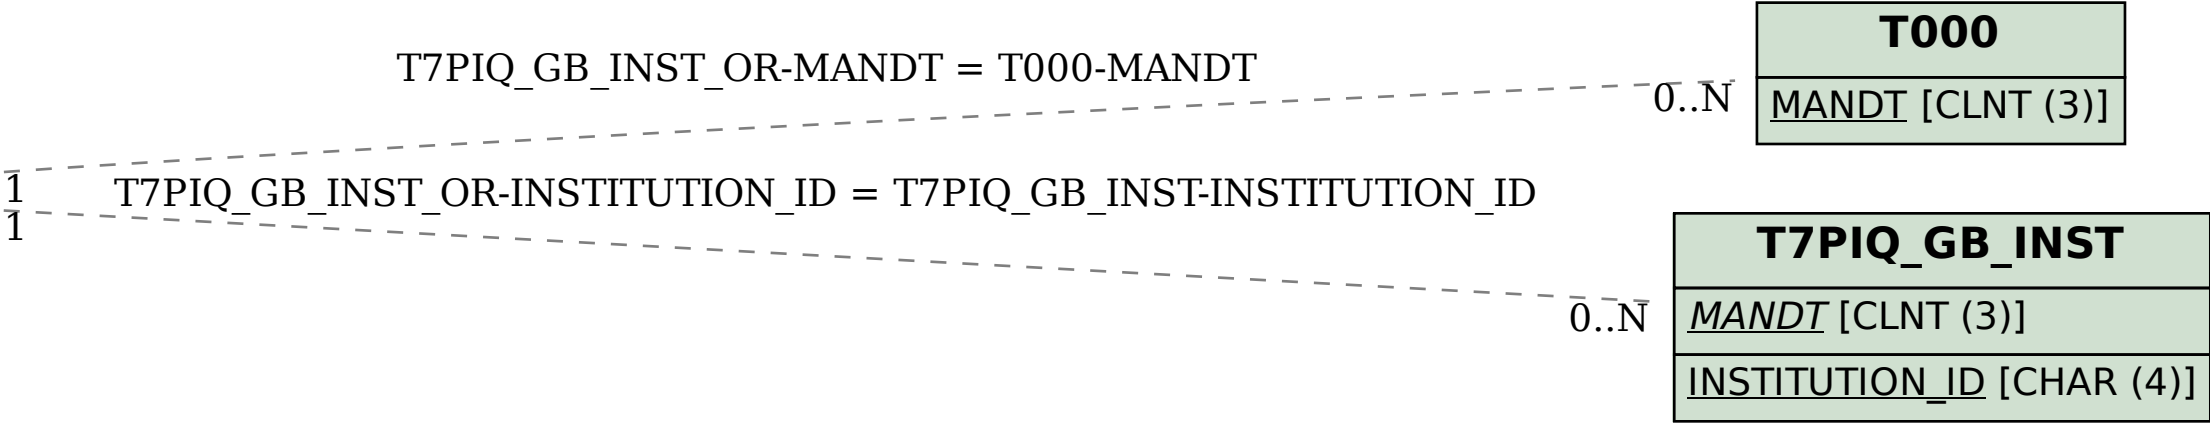 T000
T7PIQ_GB_INST_OR-MANDT = T000-MANDT
0..N
MANDT [CLNT (3)]
1
T7PIQ_GB_INST_OR-INSTITUTION_ID = T7PIQ_GB_INST-INSTITUTION_ID
1
T7PIQ_GB_INST
0..N
MANDT [CLNT (3)]
INSTITUTION_ID [CHAR (4)]